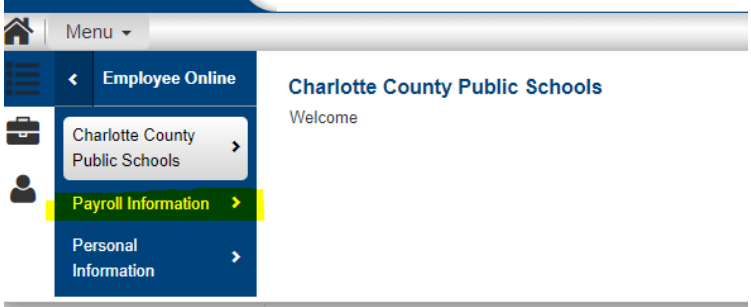 Menu
Employee Online
Charlotte County
Public Schools
Payroll Information
Personal
Information
Charlotte County Public Schools
Welcome